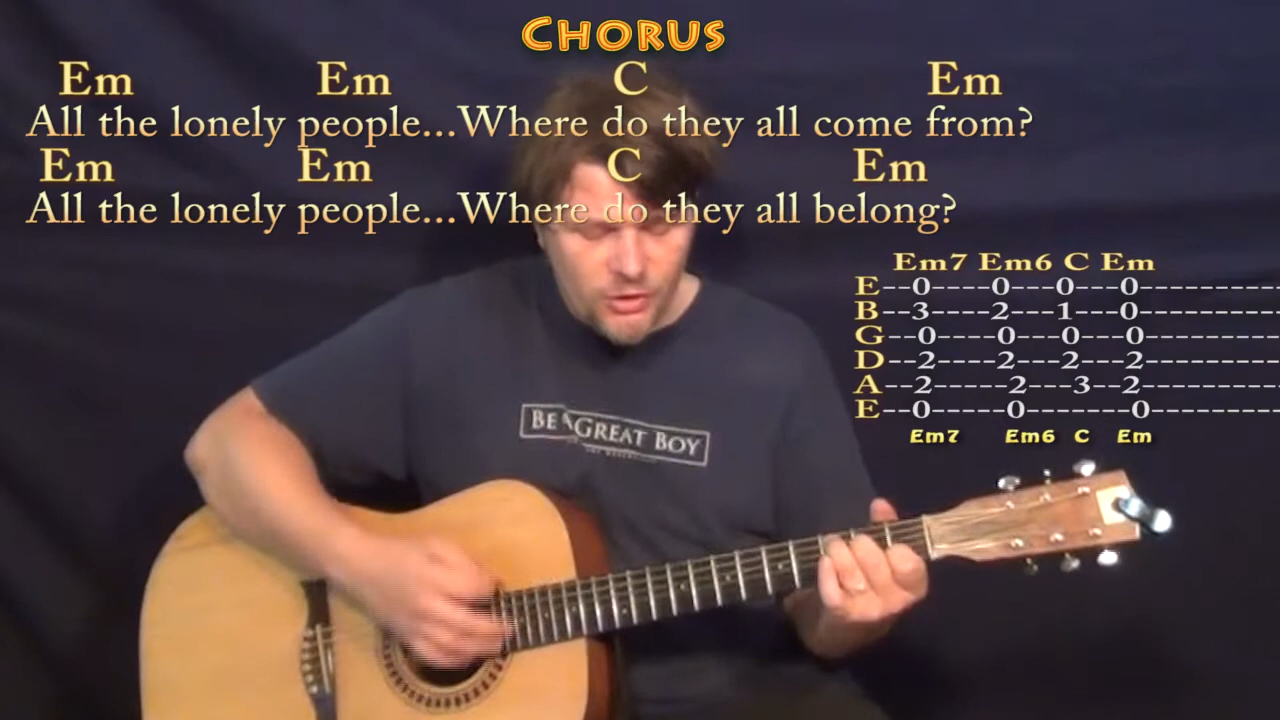 CHORUS
Em Em C Em
All the lonely people...Where do they all come from?
Em Em C Em
All the lonely people...Where do they all belong?
Em7 Em6 C Em
E--0----0---0---0-----------
B--3----2---1---0-----------
G--0----0---0---0-----------
D--2----2---2---2-----------
A--2-----2---3--2-----------
E--0-----0-------0-----------
Em7 Em6 C Em
BE A GREAT BOY